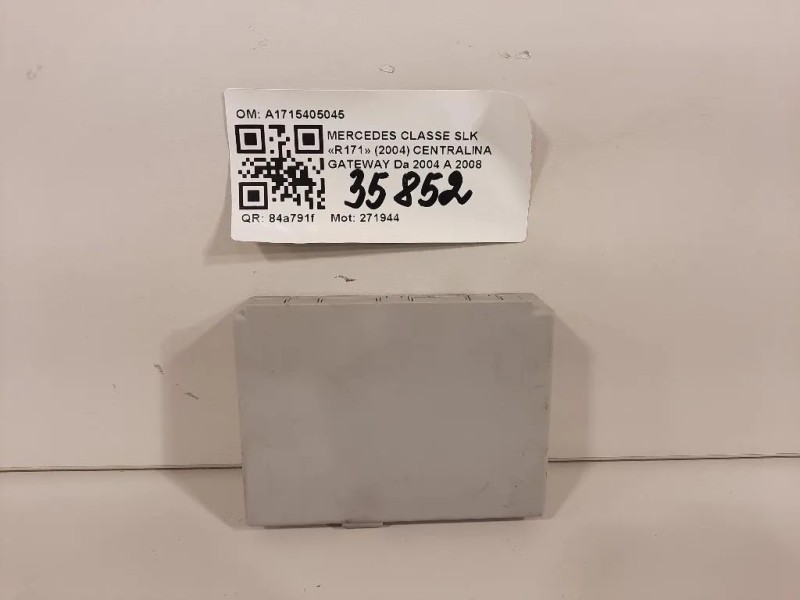 OM: A1715405045
MERCEDES CLASSE SLK
«R171» (2004) CENTRALINA
GATEWAY Da 2004 A 2008
35852
QR: 84a791f Mot: 271944